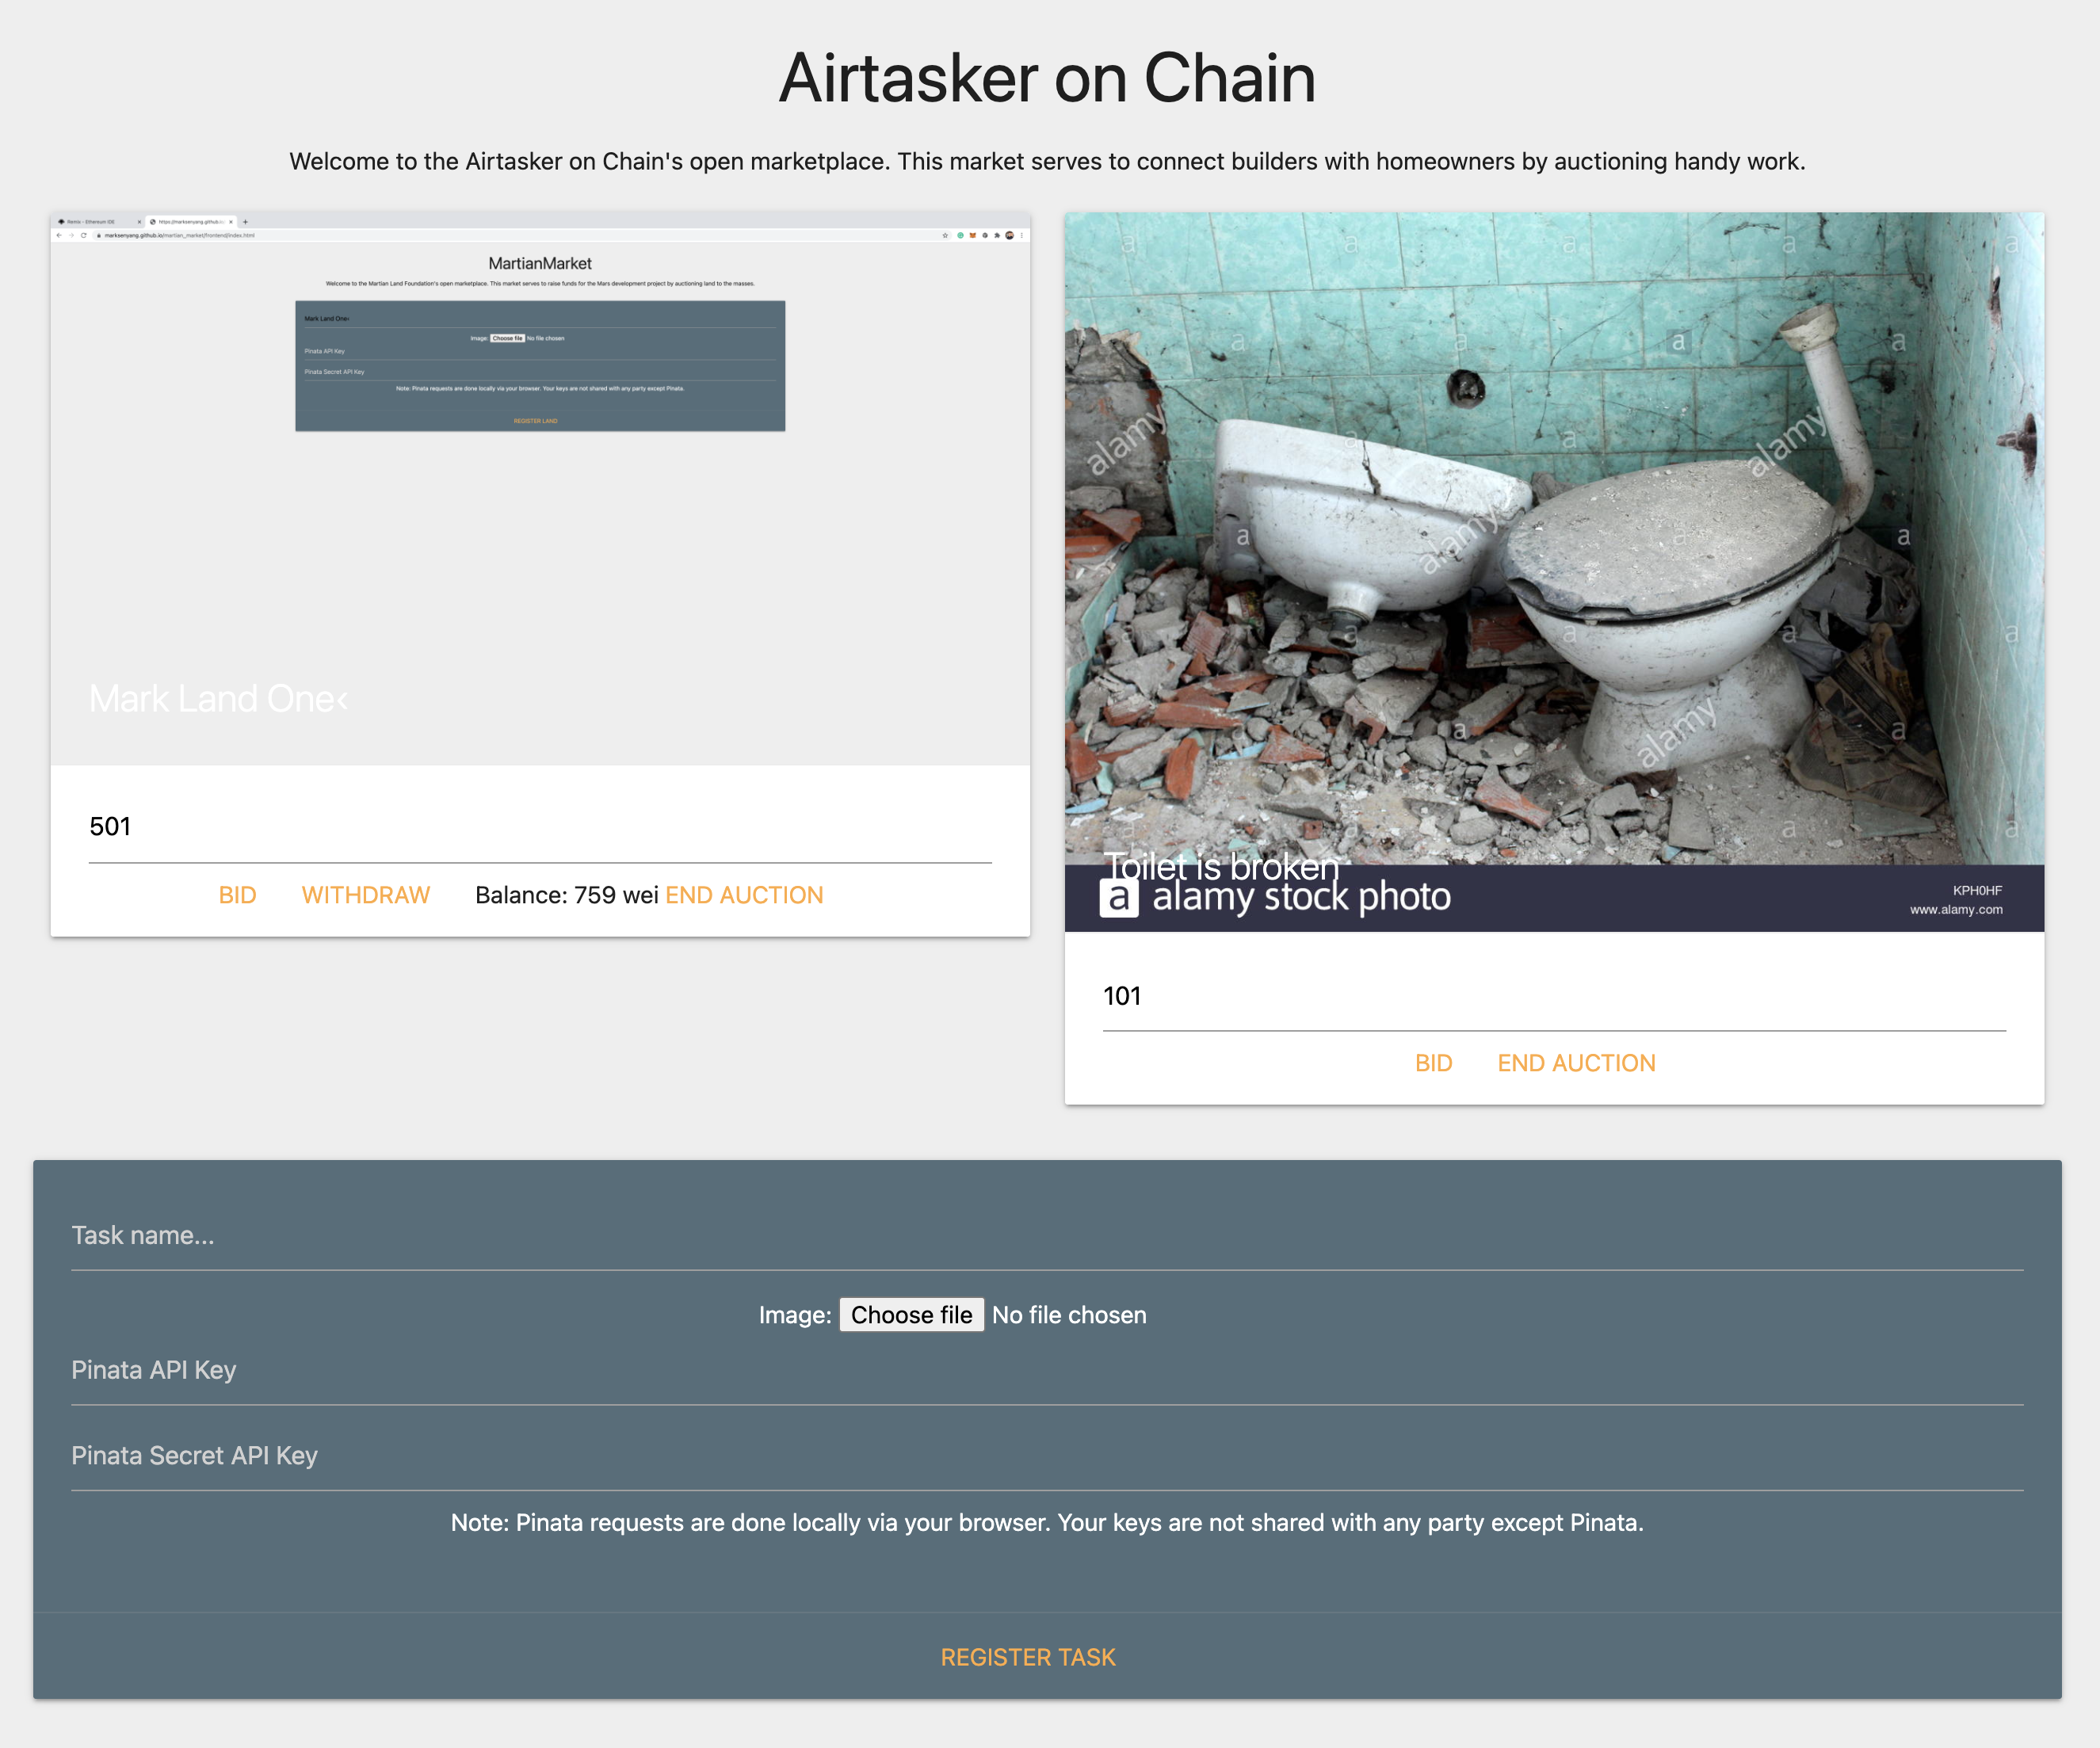 Airtasker on Chain
Welcome to the Airtasker on Chain's open marketplace. This market serves to connect builders with homeowners by auctioning handy work.
Remix - Ethereum IDE
https://marksenyang.github.io
marksenyang.github.io/martian_market/frontend/index.html
MartianMarket
Welcome to the Martian Land Foundation's open marketplace. This market serves to raise funds for the Mars development project by auctioning land to the masses.
Mark Land One‹
Image: Choose file No file chosen
Pinata API Key
Pinata Secret API Key
Note: Pinata requests are done locally via your browser. Your keys are not shared with any party except Pinata.
REGISTER LAND
Mark Land One‹
501
BID WITHDRAW Balance: 759 wei END AUCTION
alamy
alamy
alamy
alamy
Toilet is broken
a alamy stock photo
KPH0HF
www.alamy.com
101
BID END AUCTION
Task name...
Image: Choose file No file chosen
Pinata API Key
Pinata Secret API Key
Note: Pinata requests are done locally via your browser. Your keys are not shared with any party except Pinata.
REGISTER TASK